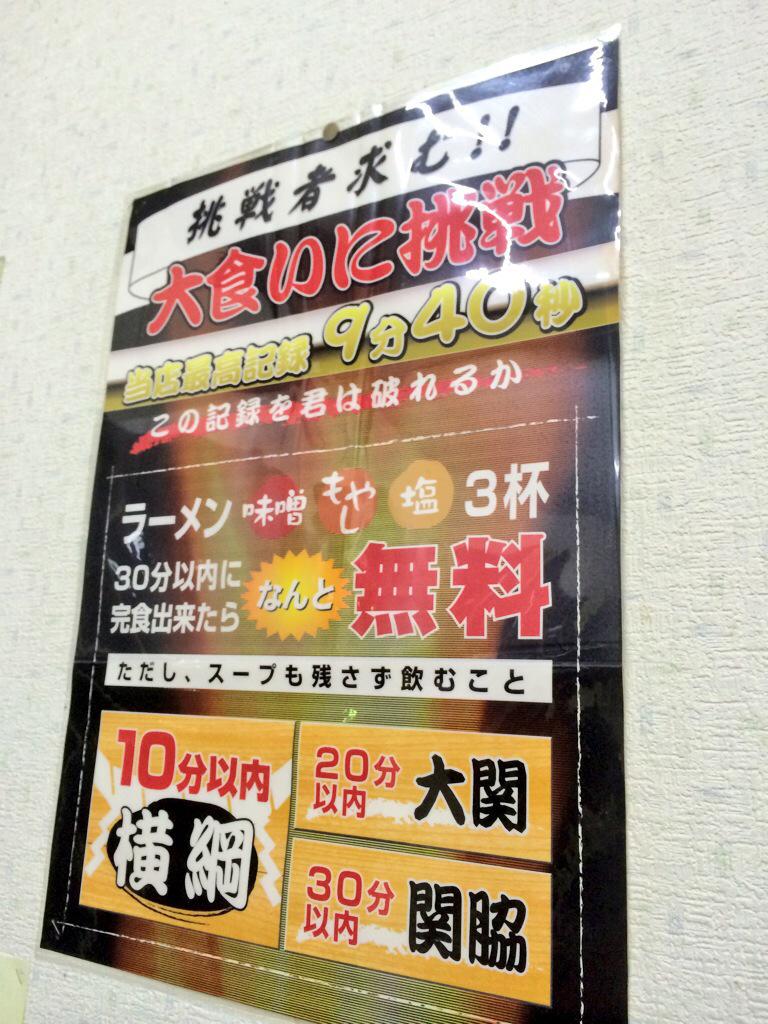 挑戦者求む!!
大食いに挑戦
当店最高記録 9分40秒
この記録を君は破れるか
ラーメン 味噌 もやし 塩 3杯
30分以内に
完食出来たら
なんと
無料
ただし、スープも残さず飲むこと
10分以内
横綱
20分
以内
大関
30分
以内
関脇